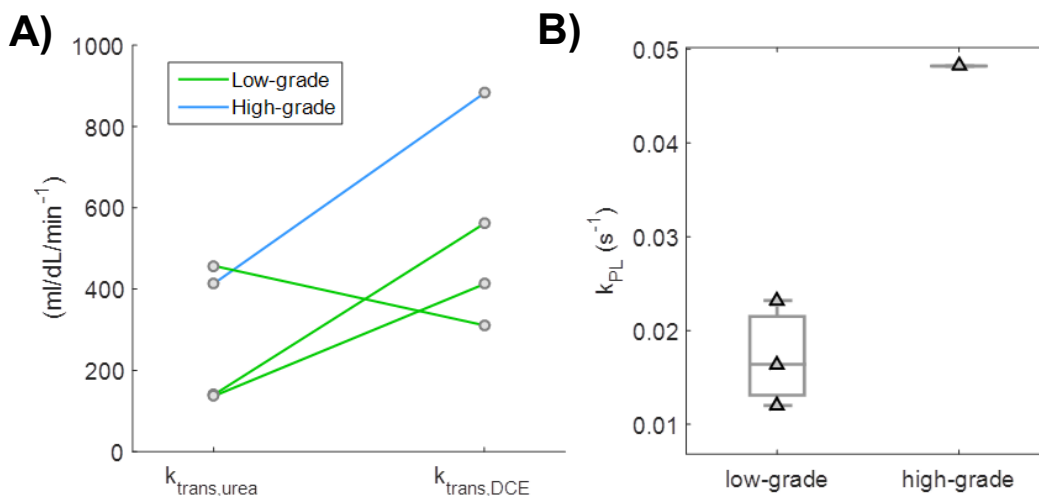 A)
1000
800
600
400
200
0
(ml/dL/min⁻¹)
Low-grade
High-grade
k_trans,urea
k_trans,DCE
B)
0.05
0.04
0.03
0.02
0.01
k_PL (s⁻¹)
low-grade
high-grade